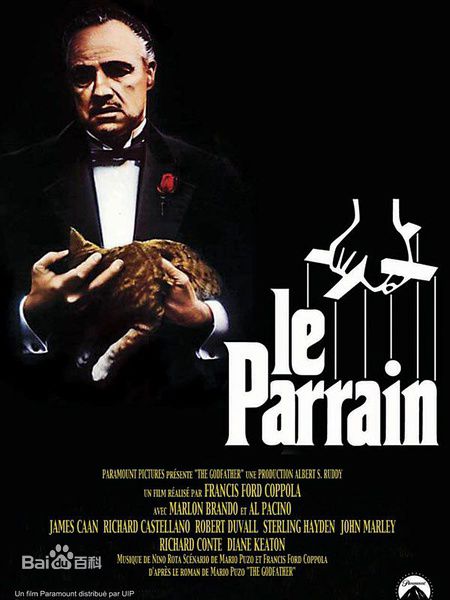 le
Parrain
PARAMOUNT PICTURES PRÉSENTE "THE GODFATHER" UNE PRODUCTION ALBERT S. RUDDY
UN FILM RÉALISÉ PAR FRANCIS FORD COPPOLA
AVEC MARLON BRANDO ET AL PACINO
JAMES CAAN RICHARD CASTELLANO ROBERT DUVALL STERLING HAYDEN JOHN MARLEY
RICHARD CONTE DIANE KEATON
MUSIQUE DE NINO ROTA SCÉNARIO DE MARIO PUZO ET FRANCIS FORD COPPOLA
D'APRÈS LE ROMAN DE MARIO PUZO "THE GODFATHER"
Bai du 百科
Un film Paramount distribué par UIP
Paramount